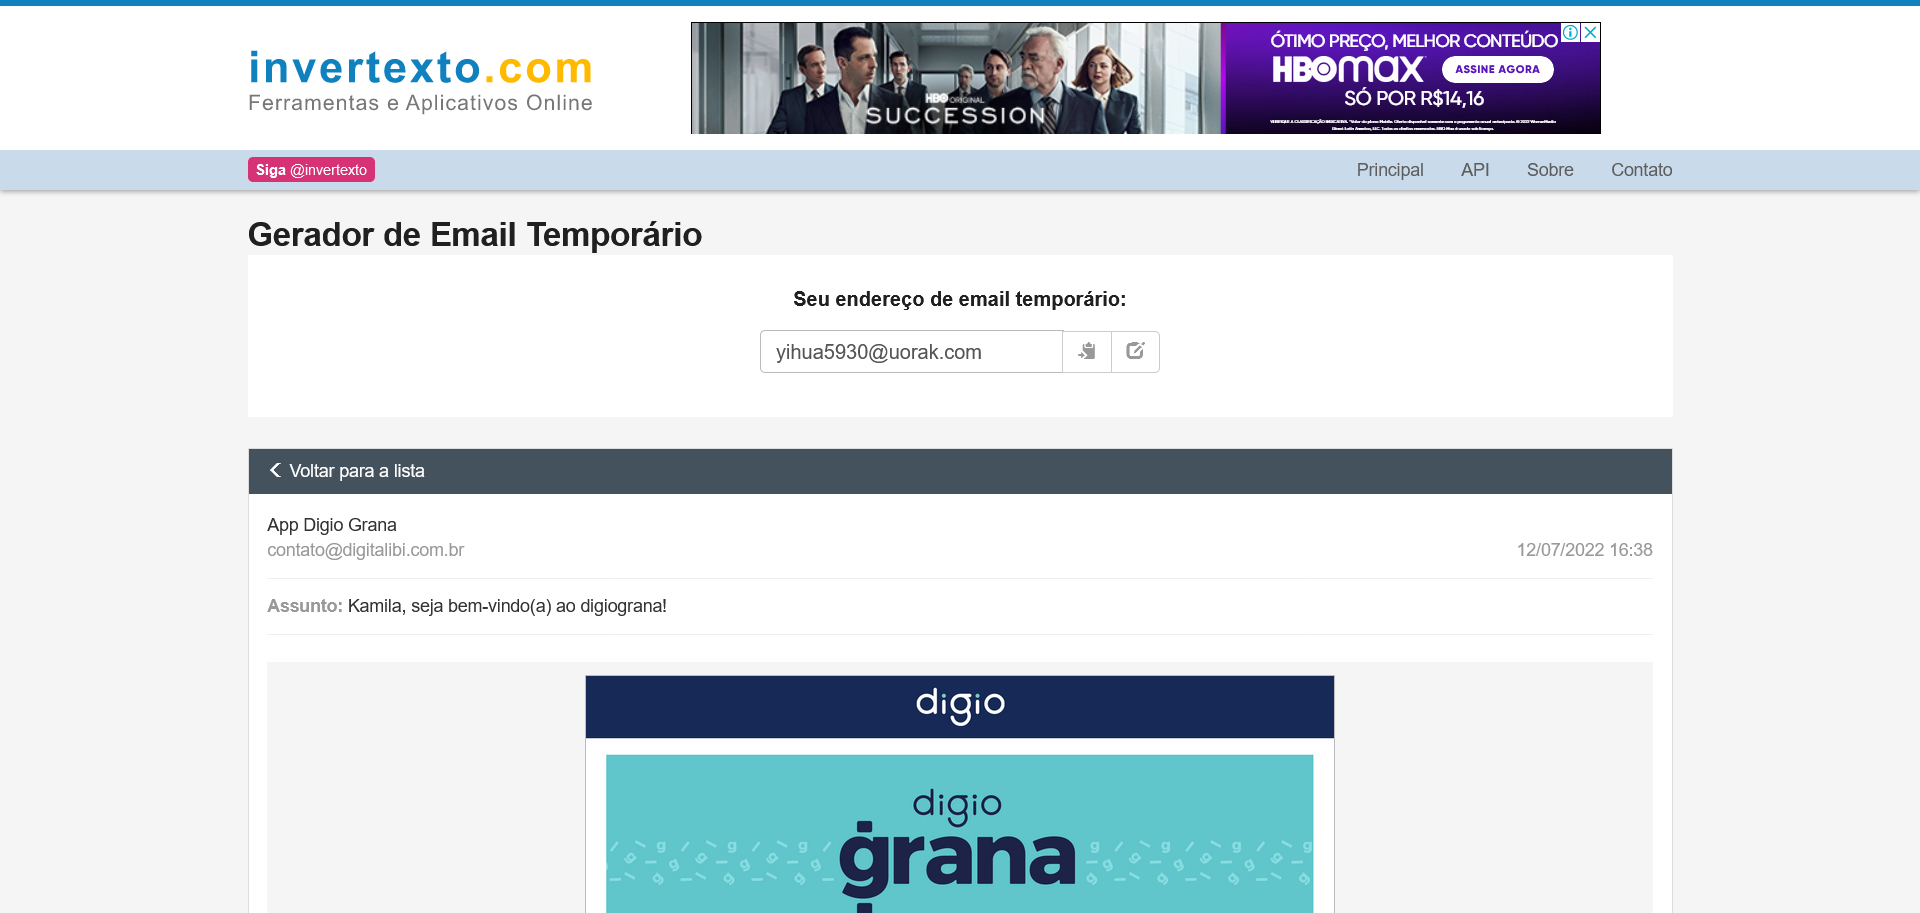 invertexto.com
Ferramentas e Aplicativos Online
HBO ORIGINAL
SUCCESSION
ÓTIMO PREÇO, MELHOR CONTEÚDO
HBOMAX
ASSINE AGORA
SÓ POR R$14,16
Siga @invertexto
Principal
API
Sobre
Contato
Gerador de Email Temporário
Seu endereço de email temporário:
yihua5930@uorak.com
Voltar para a lista
App Digio Grana
contato@digitalibi.com.br
12/07/2022 16:38
Assunto: Kamila, seja bem-vindo(a) ao digiograna!
digio
digio
grana